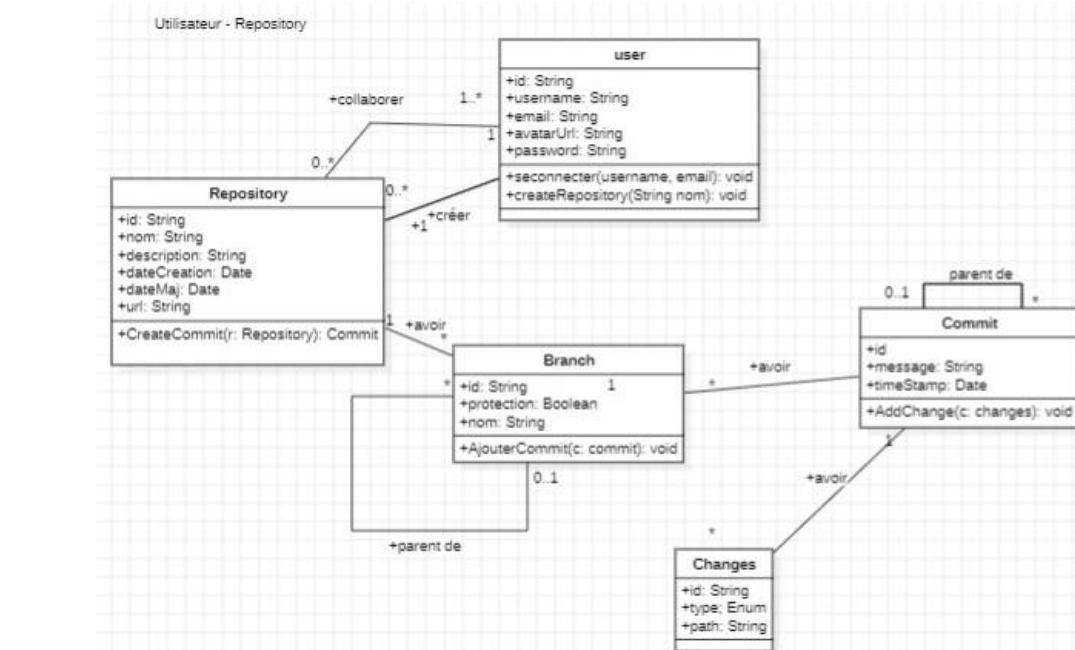 Utilisateur - Repository
user
+id: String
+username: String
+email: String
+avatarUrl: String
+password: String
+seconnecter(username, email): void
+createRepository(String nom): void
+collaborer
1..*
1
0..*
Repository
+id: String
+nom: String
+description: String
+dateCreation: Date
+dateMaj: Date
+url: String
+CreateCommit(r: Repository): Commit
0..*
+créer
+1
1
+avoir
*
Branch
+id: String
1
+protection: Boolean
+nom: String
+AjouterCommit(c: commit): void
*
0..1
+parent de
*
+avoir
parent de
0..1
*
Commit
+id
+message: String
+timeStamp: Date
+AddChange(c: changes): void
1
+avoir
*
Changes
+id: String
+type: Enum
+path: String